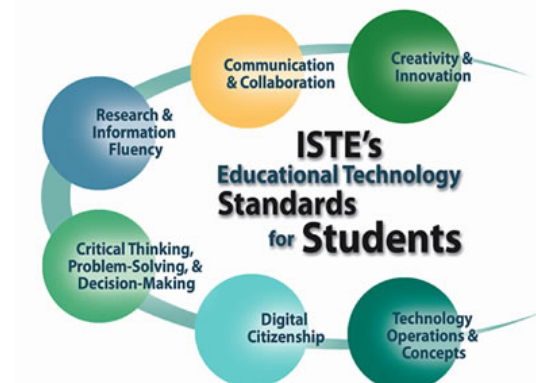 Creativity &
Innovation
Communication
& Collaboration
Research &
Information
Fluency
ISTE's
Educational Technology
Standards
for Students
Critical Thinking,
Problem-Solving, &
Decision-Making
Digital
Citizenship
Technology
Operations &
Concepts